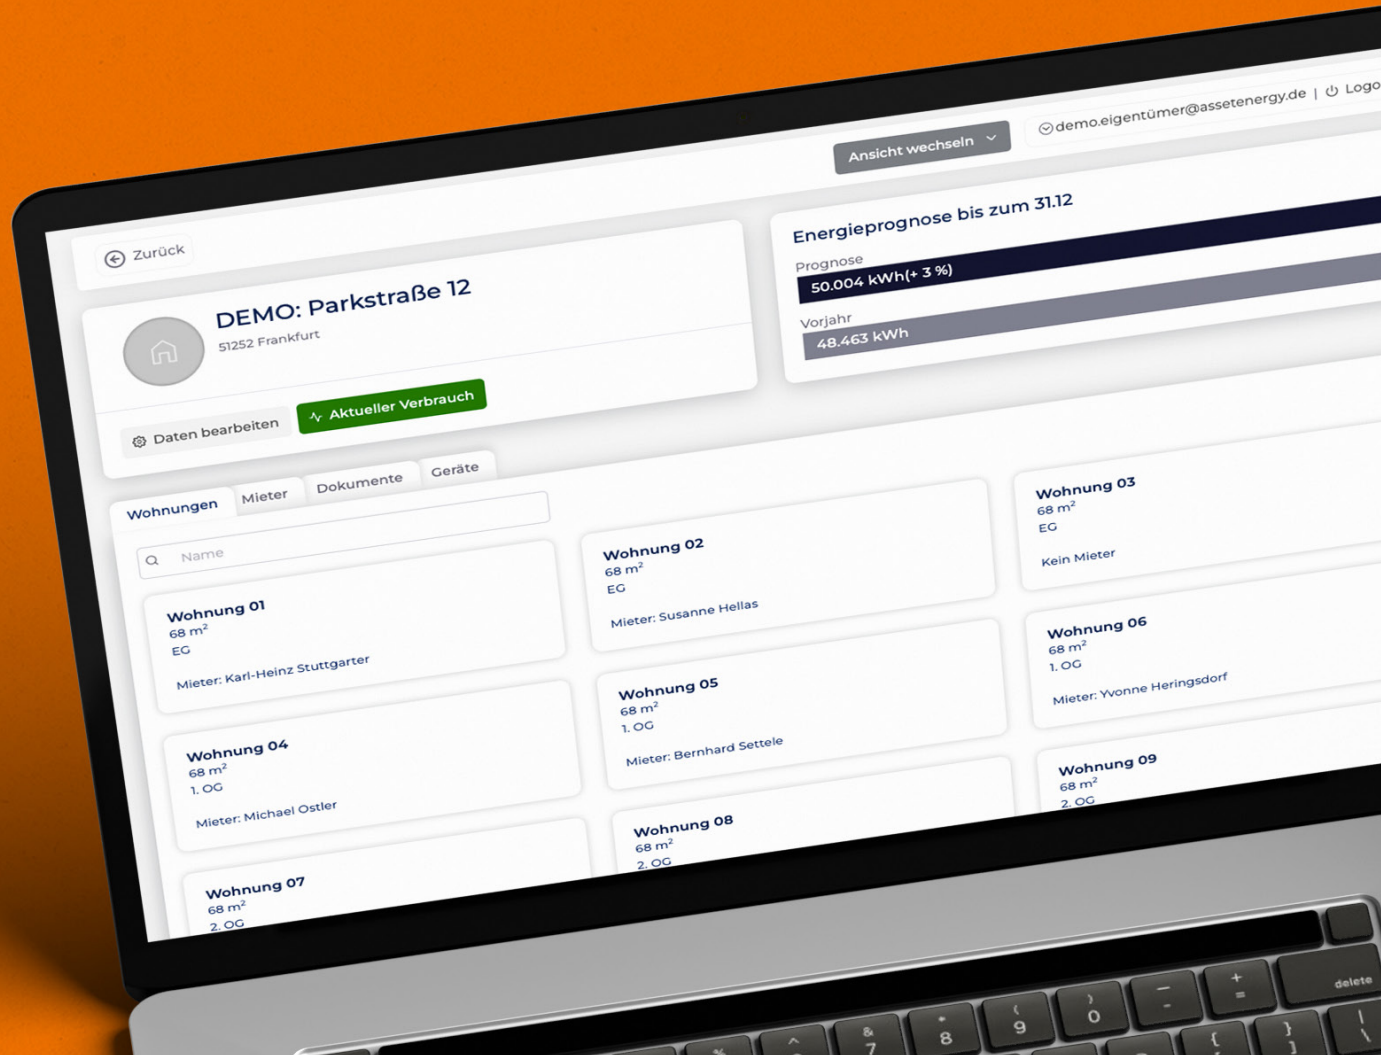 Ansicht wechseln
demo.eigentümer@assetenergy.de |
Zurück
DEMO: Parkstraße 12
51252 Frankfurt
Daten bearbeiten
Aktueller Verbrauch
Energieprognose bis zum 31.12
Prognose
50.004 kWh(+ 3 %)
Vorjahr
48.463 kWh
Wohnungen
Mieter
Dokumente
Geräte
Name
Wohnung 01
68 m²
EG
Mieter: Karl-Heinz Stuttgarter
Wohnung 02
68 m²
EG
Mieter: Susanne Hellas
Wohnung 03
68 m²
EG
Kein Mieter
Wohnung 04
68 m²
1. OG
Mieter: Michael Ostler
Wohnung 05
68 m²
1. OG
Mieter: Bernhard Settele
Wohnung 06
68 m²
1. OG
Mieter: Yvonne Heringsdorf
Wohnung 07
68 m²
2. OG
Wohnung 08
68 m²
2. OG
Wohnung 09
68 m²
2. OG
& 7
* 8
( 9
) 0
_ -
+ =
delete
{
}
|
\